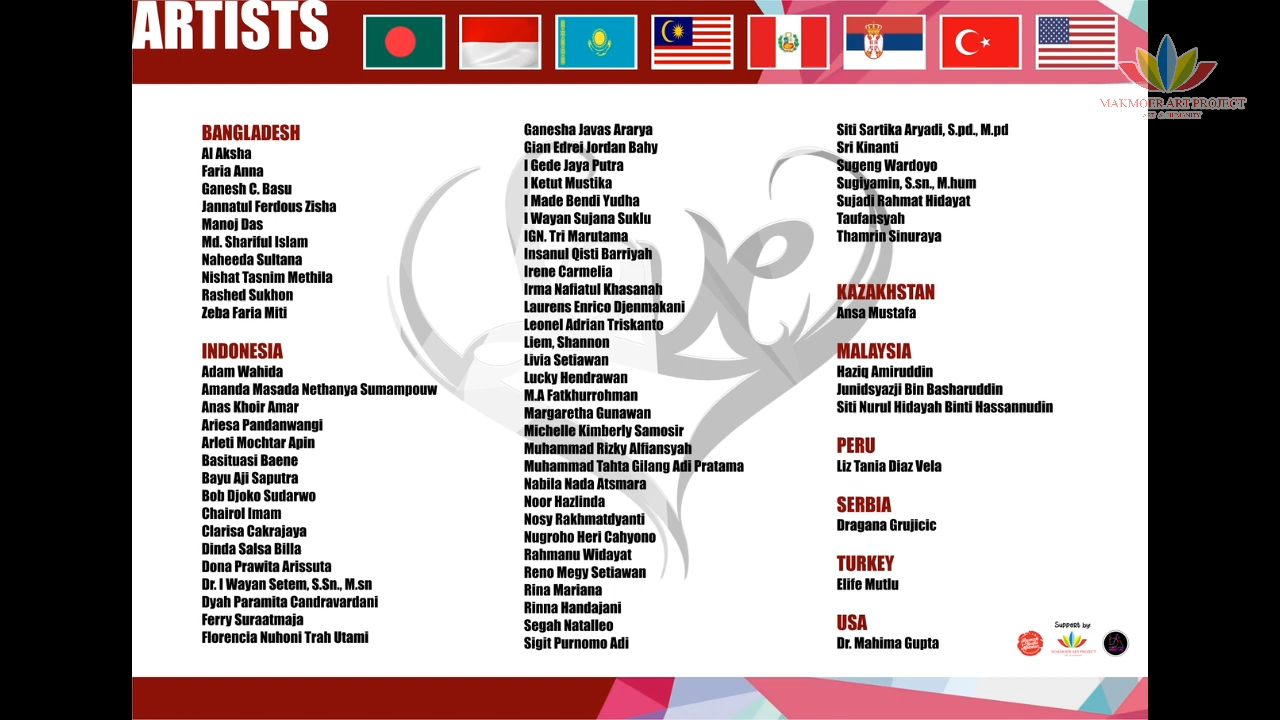 ARTISTS
MAKMOER ART PROJECT
BANGLADESH
Al Aksha
Faria Anna
Ganesh C. Basu
Jannatul Ferdous Zisha
Manoj Das
Md. Shariful Islam
Naheeda Sultana
Nishat Tasnim Methila
Rashed Sukhon
Zeba Faria Miti
INDONESIA
Adam Wahida
Amanda Masada Nethanya Sumampouw
Anas Khoir Amar
Ariesa Pandanwangi
Arleti Mochtar Apin
Basituasi Baene
Bayu Aji Saputra
Bob Djoko Sudarwo
Chairol Imam
Clarisa Cakrajaya
Dinda Salsa Billa
Dona Prawita Arissuta
Dr. I Wayan Setem, S.Sn., M.sn
Dyah Paramita Candravardani
Ferry Suraatmaja
Florencia Nuhoni Trah Utami
Ganesha Javas Ararya
Gian Edrei Jordan Bahy
I Gede Jaya Putra
I Ketut Mustika
I Made Bendi Yudha
I Wayan Sujana Suklu
IGN. Tri Marutama
Insanul Qisti Barriyah
Irene Carmelia
Irma Nafiatul Khasanah
Laurens Enrico Djenmakani
Leonel Adrian Triskanto
Liem, Shannon
Livia Setiawan
Lucky Hendrawan
M.A Fatkhurrohman
Margaretha Gunawan
Michelle Kimberly Samosir
Muhammad Rizky Alfiansyah
Muhammad Tahta Gilang Adi Pratama
Nabila Nada Atsmara
Noor Hazlinda
Nosy Rakhmatdyanti
Nugroho Heri Cahyono
Rahmanu Widayat
Reno Megy Setiawan
Rina Mariana
Rinna Handajani
Segah Natalleo
Sigit Purnomo Adi
Siti Sartika Aryadi, S.pd., M.pd
Sri Kinanti
Sugeng Wardoyo
Sugiyamin, S.sn., M.hum
Sujadi Rahmat Hidayat
Taufansyah
Thamrin Sinuraya
KAZAKHSTAN
Ansa Mustafa
MALAYSIA
Haziq Amiruddin
Junidsyazji Bin Basharuddin
Siti Nurul Hidayah Binti Hassannudin
PERU
Liz Tania Diaz Vela
SERBIA
Dragana Grujicic
TURKEY
Elife Mutlu
USA
Dr. Mahima Gupta
Love
Support by:
MAKMOER ART PROJECT